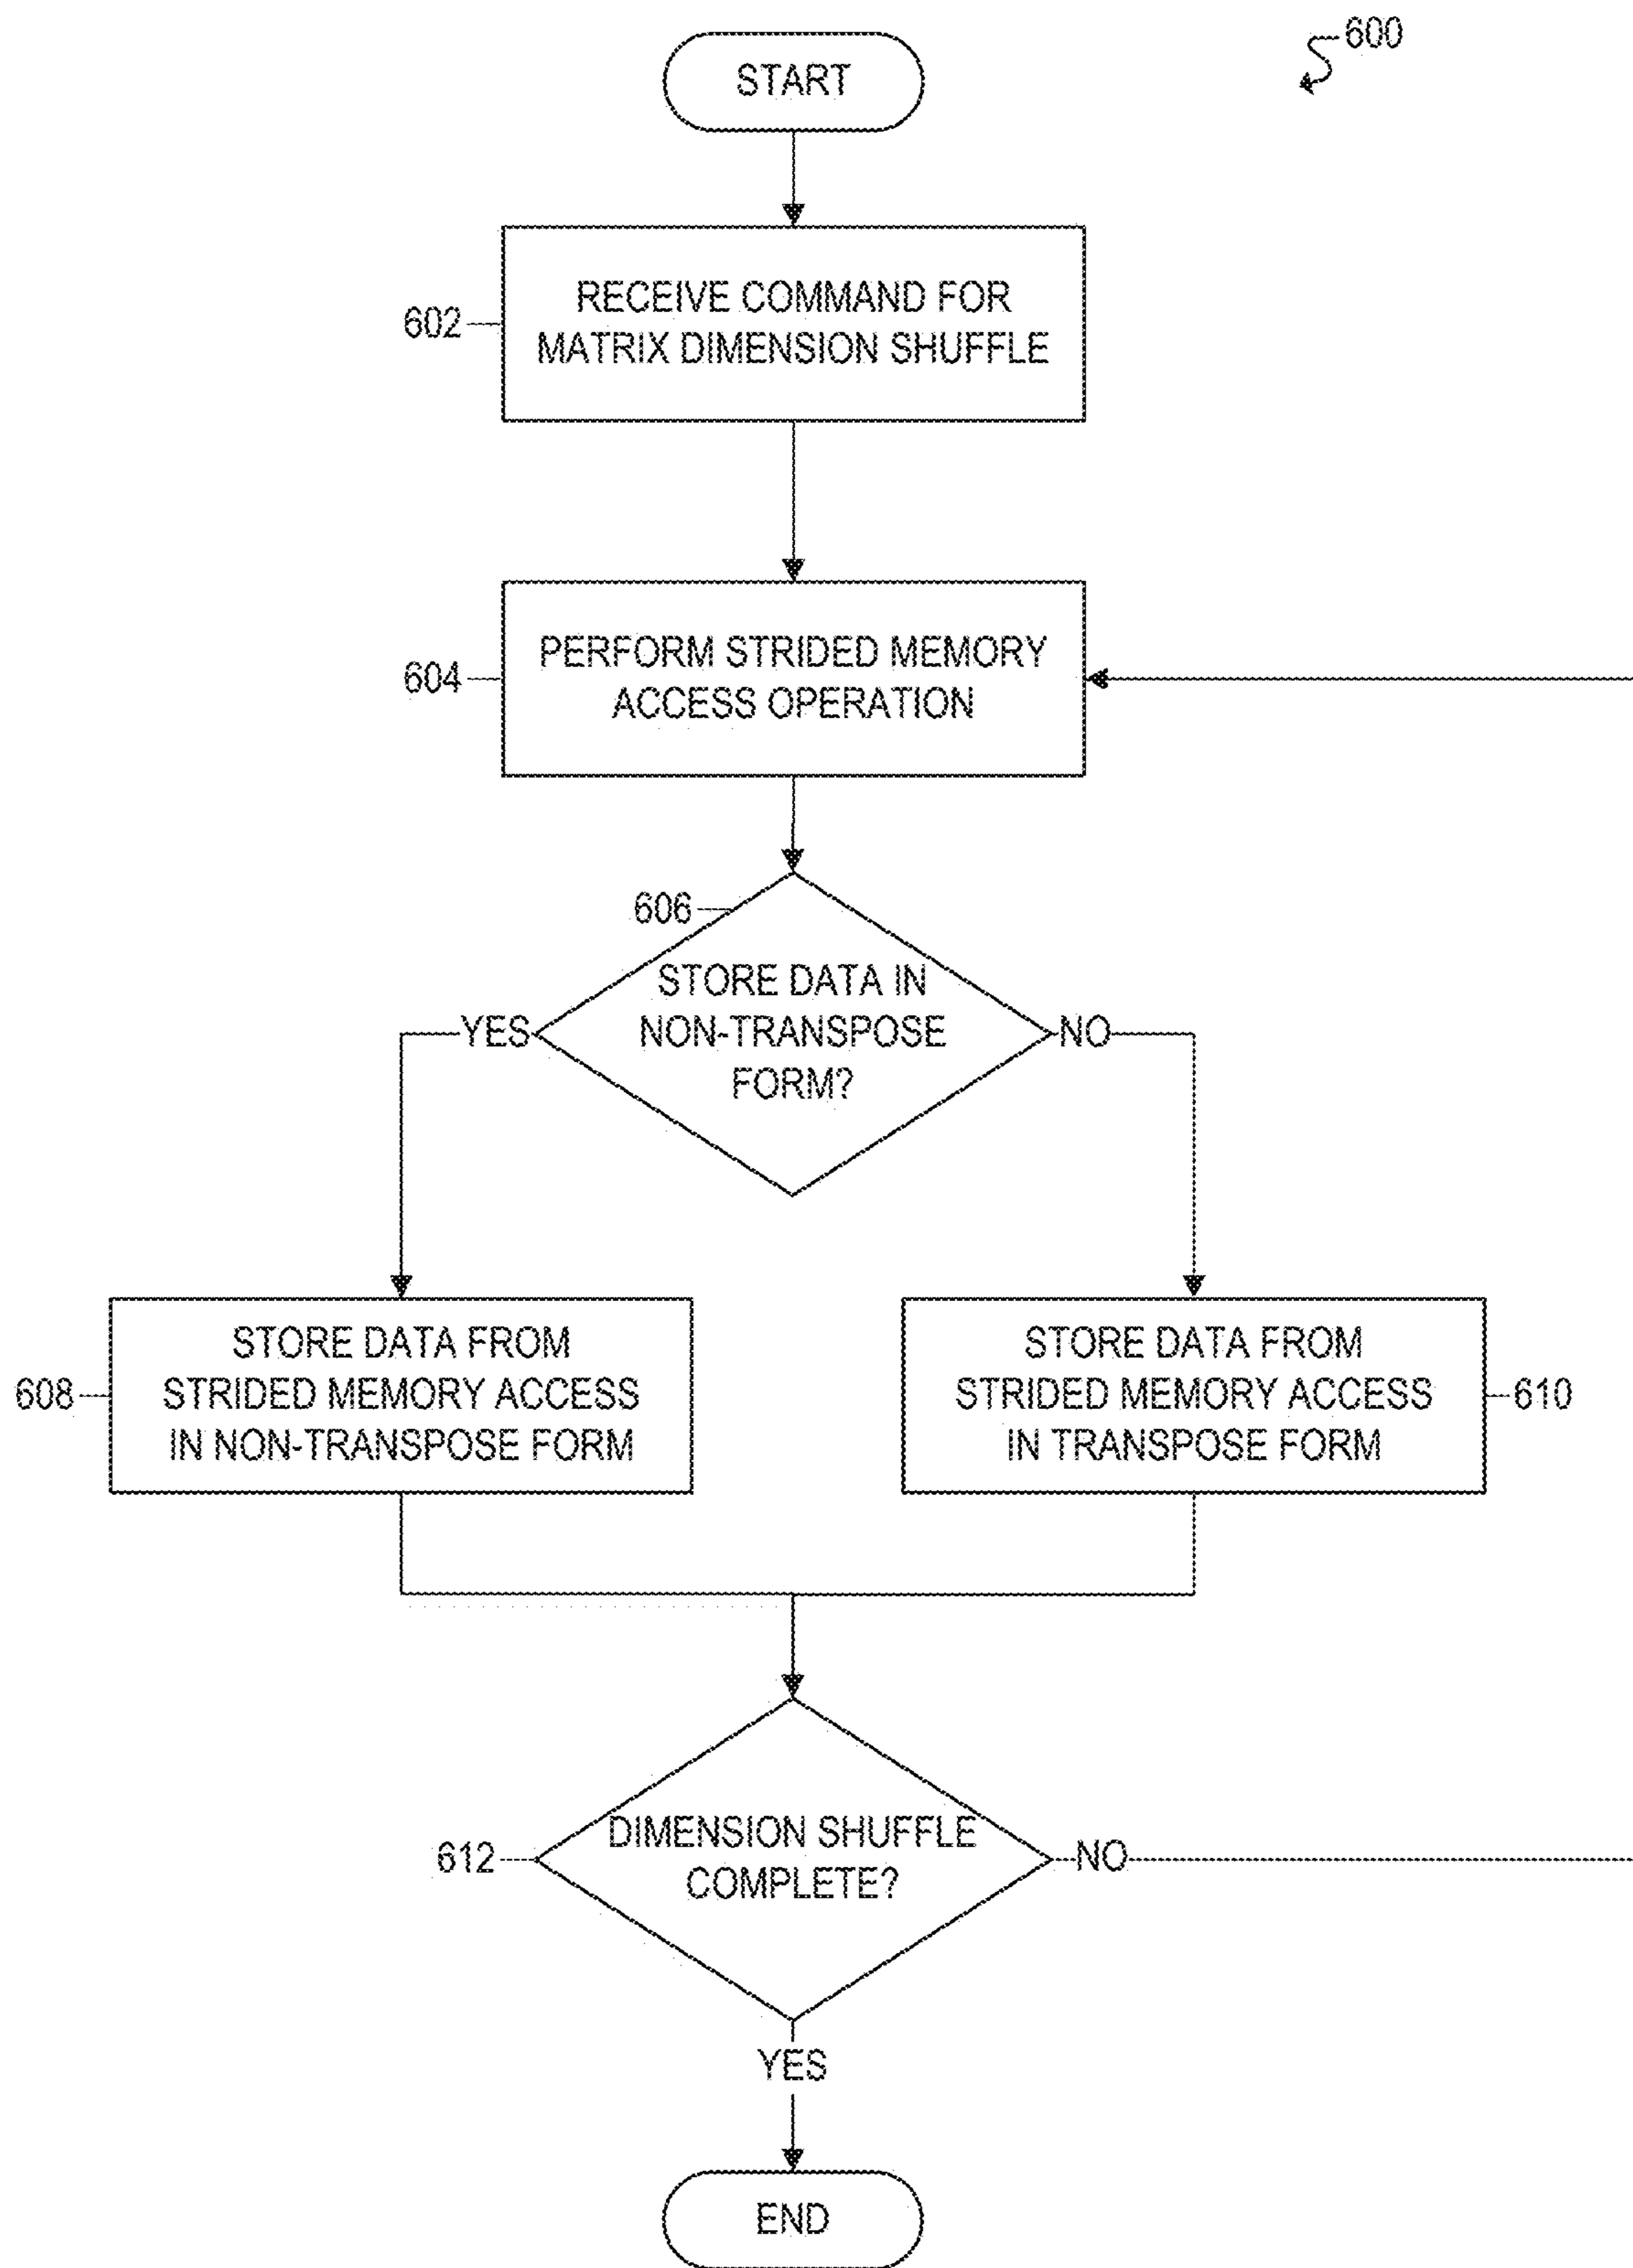 600
START
602
RECEIVE COMMAND FOR
MATRIX DIMENSION SHUFFLE
604
PERFORM STRIDED MEMORY
ACCESS OPERATION
606
STORE DATA IN
NON-TRANSPOSE
FORM?
YES
NO
608
STORE DATA FROM
STRIDED MEMORY ACCESS
IN NON-TRANSPOSE FORM
STORE DATA FROM
STRIDED MEMORY ACCESS
IN TRANSPOSE FORM
610
612
DIMENSION SHUFFLE
COMPLETE?
NO
YES
END